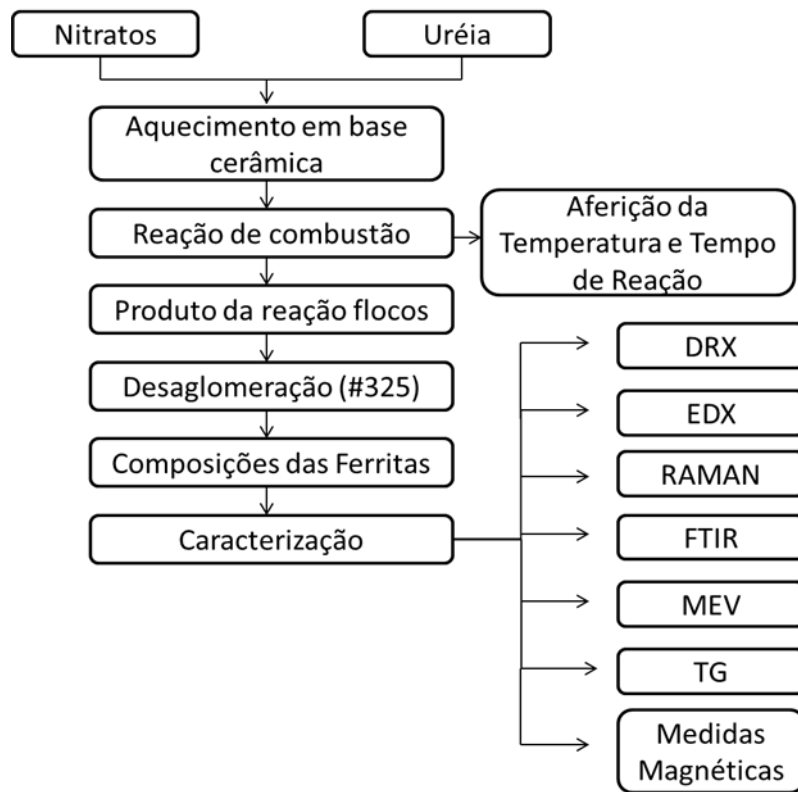 Nitratos
Uréia
Aquecimento em base
cerâmica
Reação de combustão
Aferição da
Temperatura e Tempo
de Reação
Produto da reação flocos
Desaglomeração (#325)
Composições das Ferritas
Caracterização
DRX
EDX
RAMAN
FTIR
MEV
TG
Medidas
Magnéticas